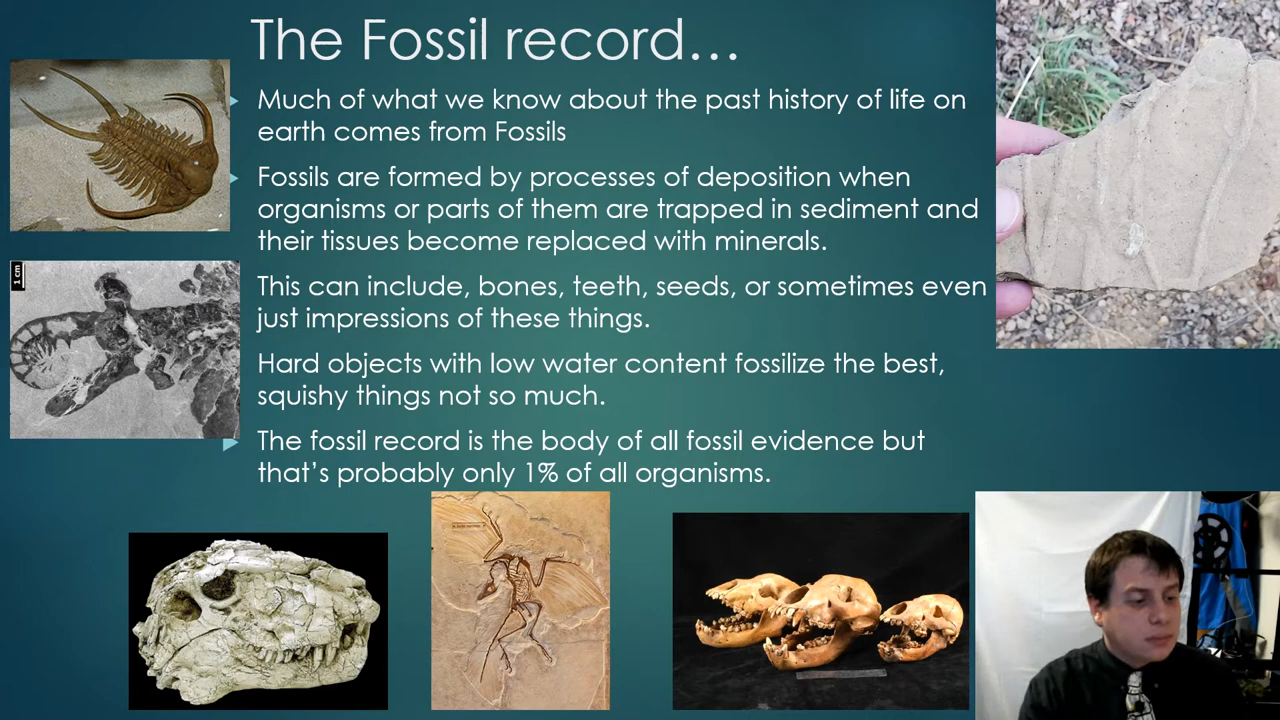 The Fossil record…
Much of what we know about the past history of life on
earth comes from Fossils
Fossils are formed by processes of deposition when
organisms or parts of them are trapped in sediment and
their tissues become replaced with minerals.
This can include, bones, teeth, seeds, or sometimes even
just impressions of these things.
Hard objects with low water content fossilize the best,
squishy things not so much.
The fossil record is the body of all fossil evidence but
that's probably only 1% of all organisms.
1 cm